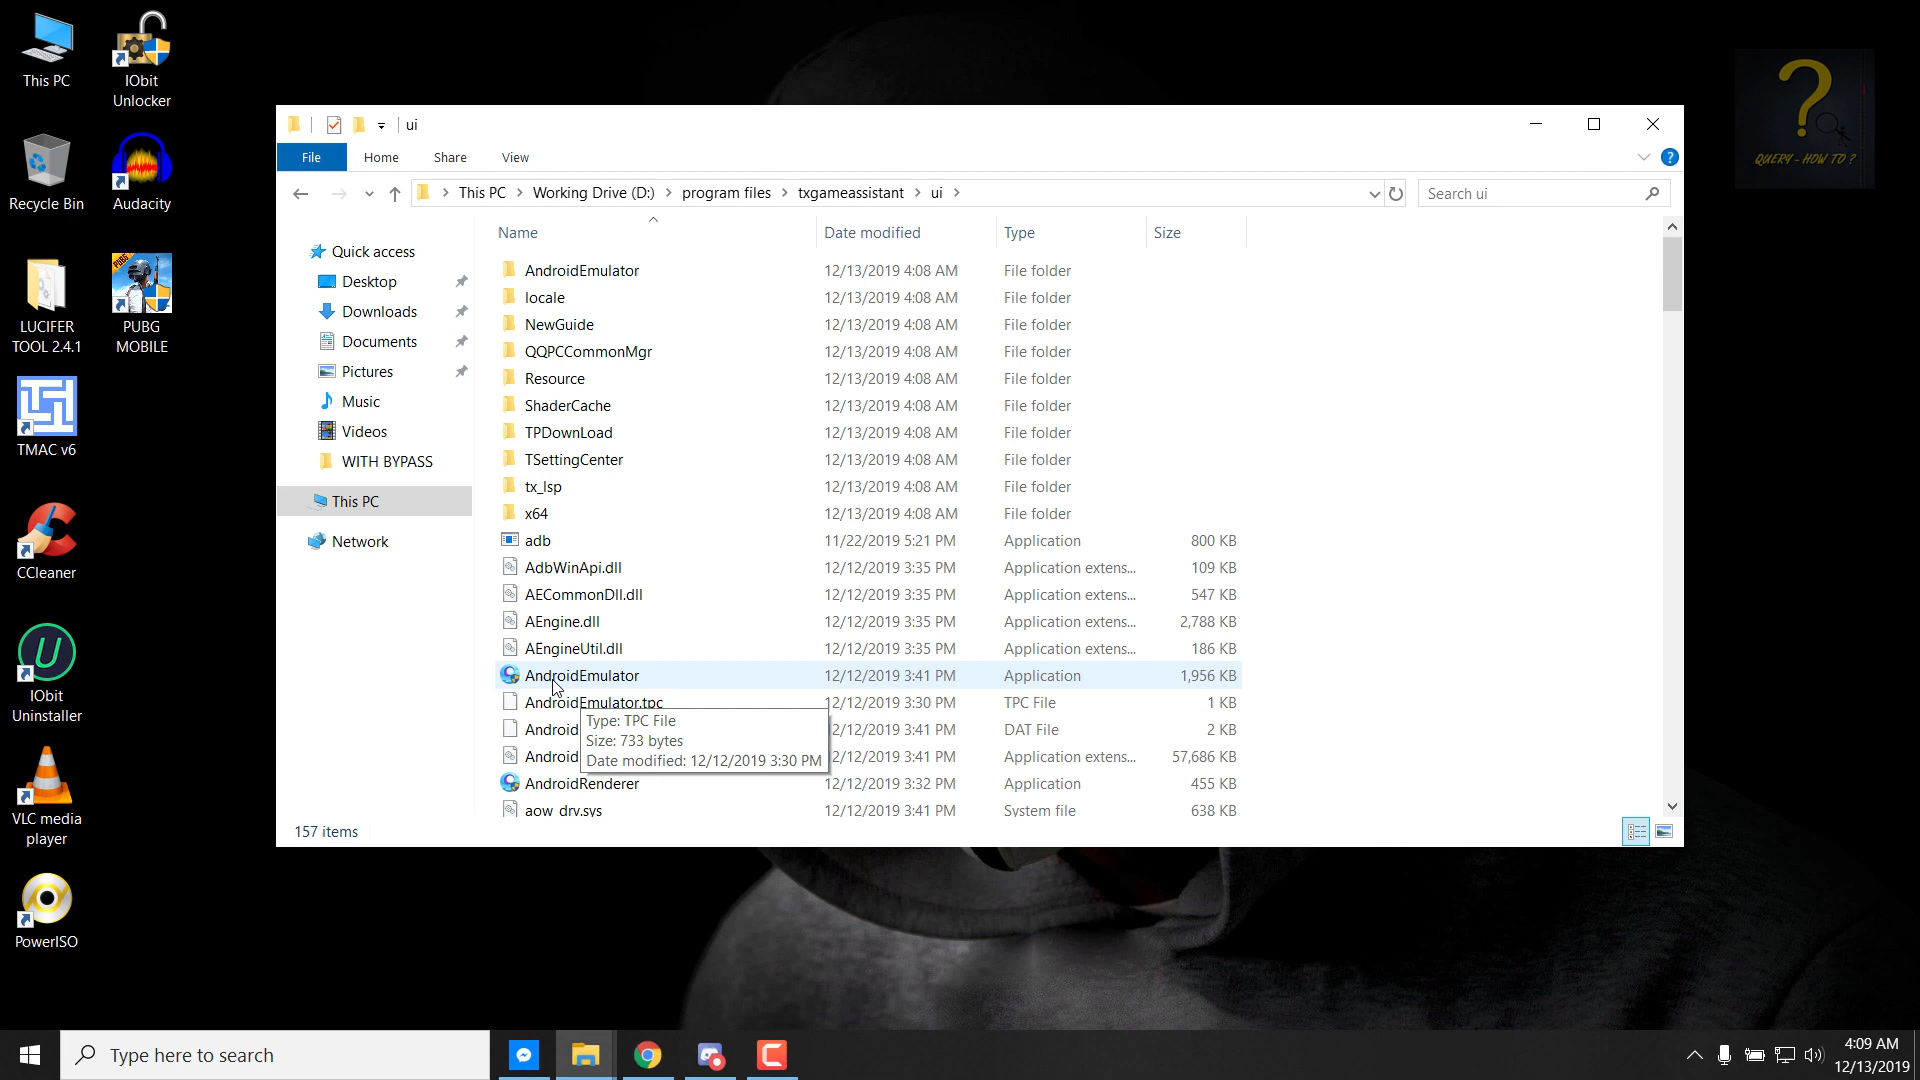 This PC
IObit
Unlocker
Recycle Bin
Audacity
LUCIFER
TOOL 2.4.1
PUBG
MOBILE
TMAC v6
CCleaner
IObit
Uninstaller
VLC media
player
PowerISO
QUERY - HOW TO ?
ui
File Home Share View
This PC Working Drive (D:) program files txgameassistant ui
Search ui
Quick access
Desktop
Downloads
Documents
Pictures
Music
Videos
WITH BYPASS
This PC
Network
Name Date modified Type Size
AndroidEmulator 12/13/2019 4:08 AM File folder
locale 12/13/2019 4:08 AM File folder
NewGuide 12/13/2019 4:08 AM File folder
QQPCCommonMgr 12/13/2019 4:08 AM File folder
Resource 12/13/2019 4:08 AM File folder
ShaderCache 12/13/2019 4:08 AM File folder
TPDownLoad 12/13/2019 4:08 AM File folder
TSettingCenter 12/13/2019 4:08 AM File folder
tx_lsp 12/13/2019 4:08 AM File folder
x64 12/13/2019 4:08 AM File folder
adb 11/22/2019 5:21 PM Application 800 KB
AdbWinApi.dll 12/12/2019 3:35 PM Application extens... 109 KB
AECommonDll.dll 12/12/2019 3:35 PM Application extens... 547 KB
AEngine.dll 12/12/2019 3:35 PM Application extens... 2,788 KB
AEngineUtil.dll 12/12/2019 3:35 PM Application extens... 186 KB
AndroidEmulator 12/12/2019 3:41 PM Application 1,956 KB
AndroidEmulator.tpc 12/12/2019 3:30 PM TPC File 1 KB
Android 2/12/2019 3:41 PM DAT File 2 KB
Android 2/12/2019 3:41 PM Application extens... 57,686 KB
Type: TPC File
Size: 733 bytes
Date modified: 12/12/2019 3:30 PM
AndroidRenderer 12/12/2019 3:32 PM Application 455 KB
aow_drv.sys 12/12/2019 3:41 PM System file 638 KB
157 items
Type here to search
4:09 AM
12/13/2019